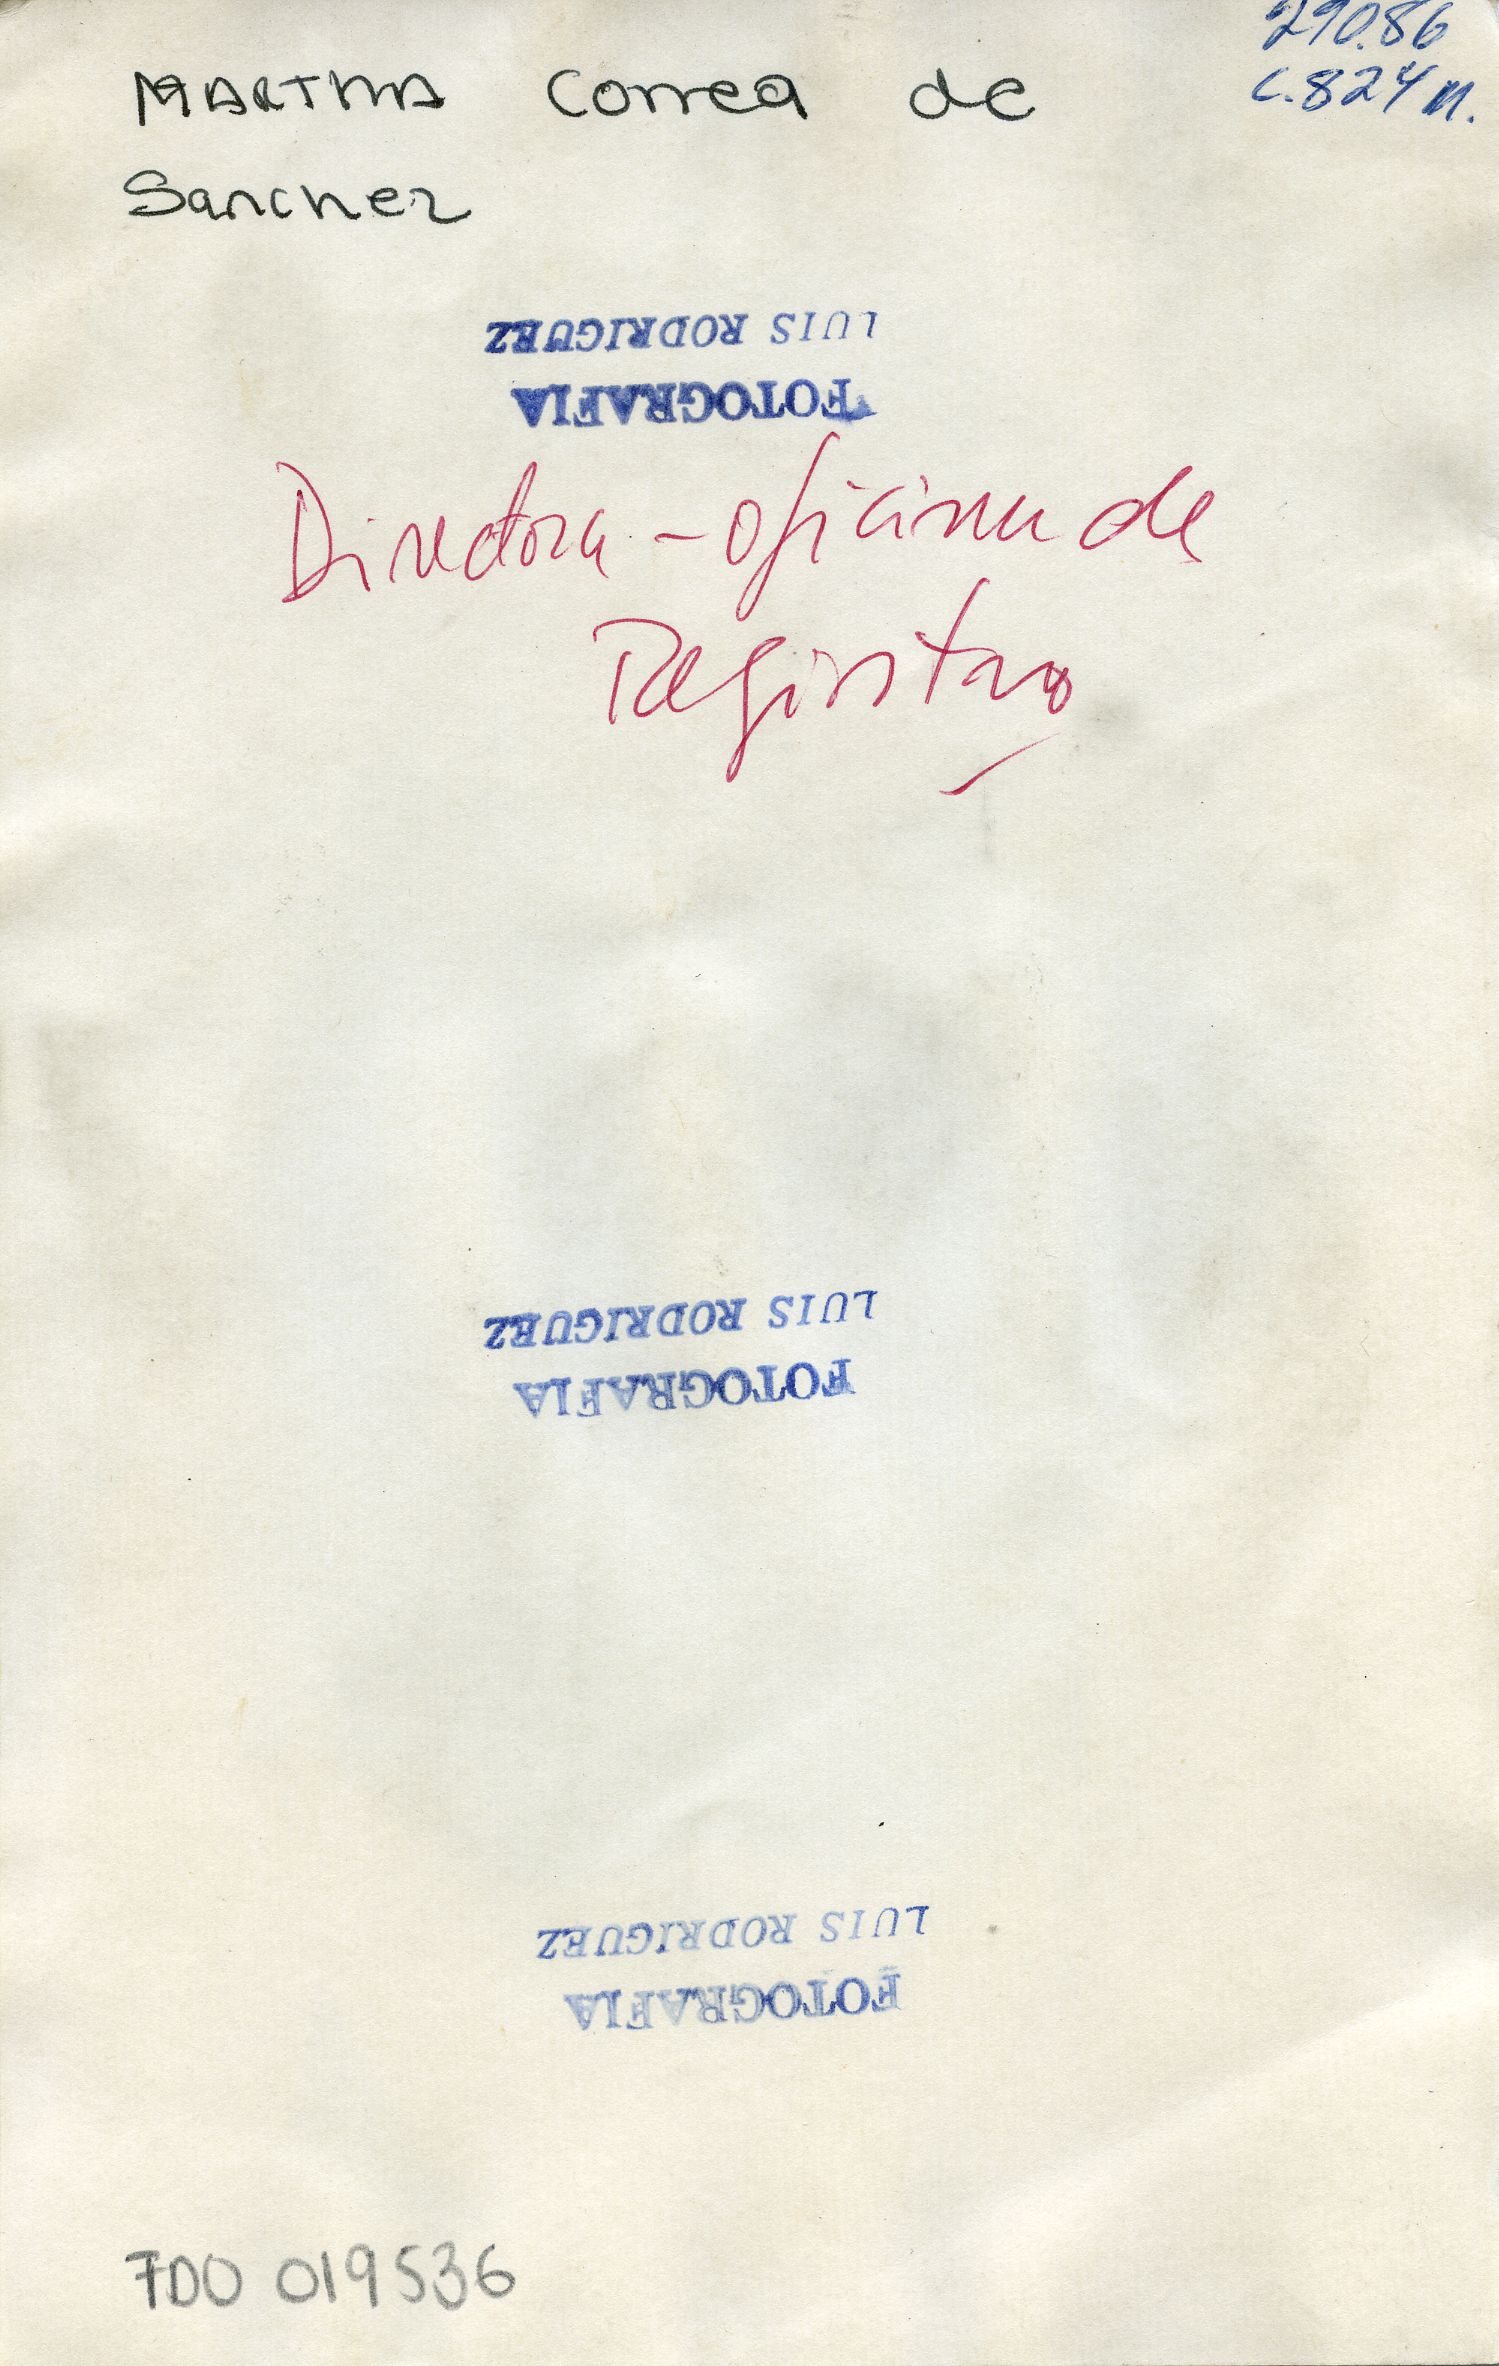 290.86
C.824m.
MARTHA Correa de
Sanchez
LUIS RODRIGUEZ
FOTOGRAFIA
Directora - oficina de
Registro
LUIS RODRIGUEZ
FOTOGRAFIA
LUIS RODRIGUEZ
FOTOGRAFIA
FDO 019536